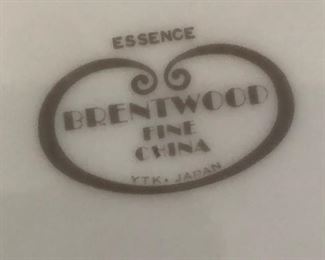 ESSENCE
BRENTWOOD
FINE
CHINA
YTK. JAPAN